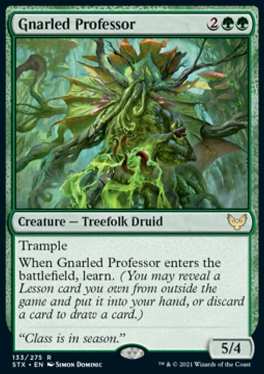 Gnarled Professor 2
Creature — Treefolk Druid
Trample
When Gnarled Professor enters the
battlefield, learn. (You may reveal a
Lesson card you own from outside
the game and put it into your hand, or discard
a card to draw a card.)
"Class is in season."
5/4
133/275 R
STX • EN SIMON DOMINIC
™ & © 2021 Wizards of the Coast